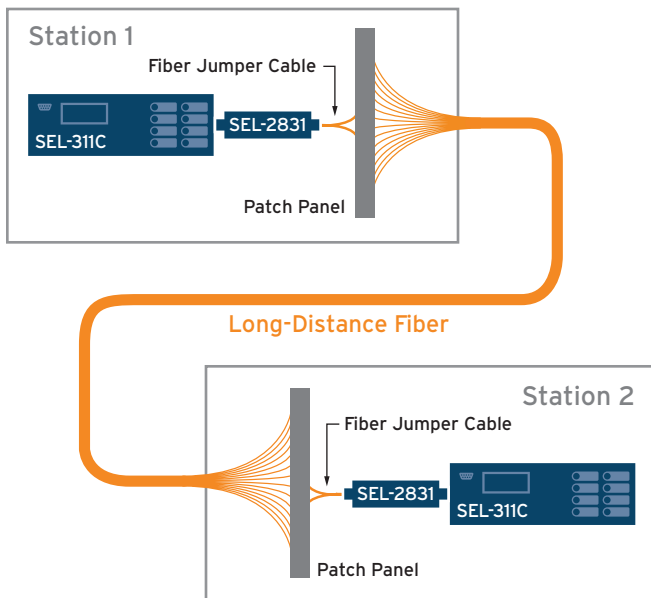 Station 1
Fiber Jumper Cable
SEL-2831
SEL-311C
Patch Panel
Long-Distance Fiber
Station 2
Fiber Jumper Cable
SEL-2831
SEL-311C
Patch Panel